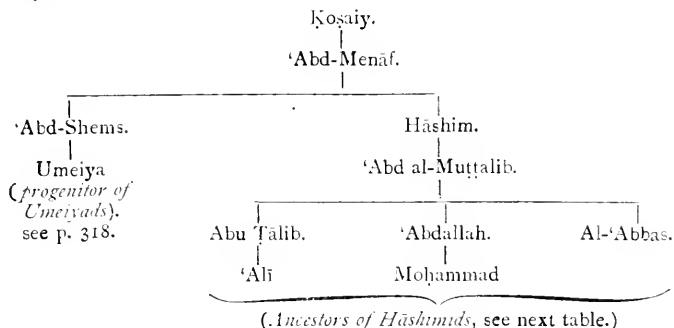 Ḳoṣaiy.
‘Abd-Menāf.
‘Abd-Shems. Hāshim.
Umeiya ‘Abd al-Muṭṭalib.
(progenitor of
Umeiyads).
see p. 318. Abu Ṭālib. ‘Abdallah. Al-‘Abbas.
‘Alī Moḥammad
(Ancestors of Hāshimids, see next table.)